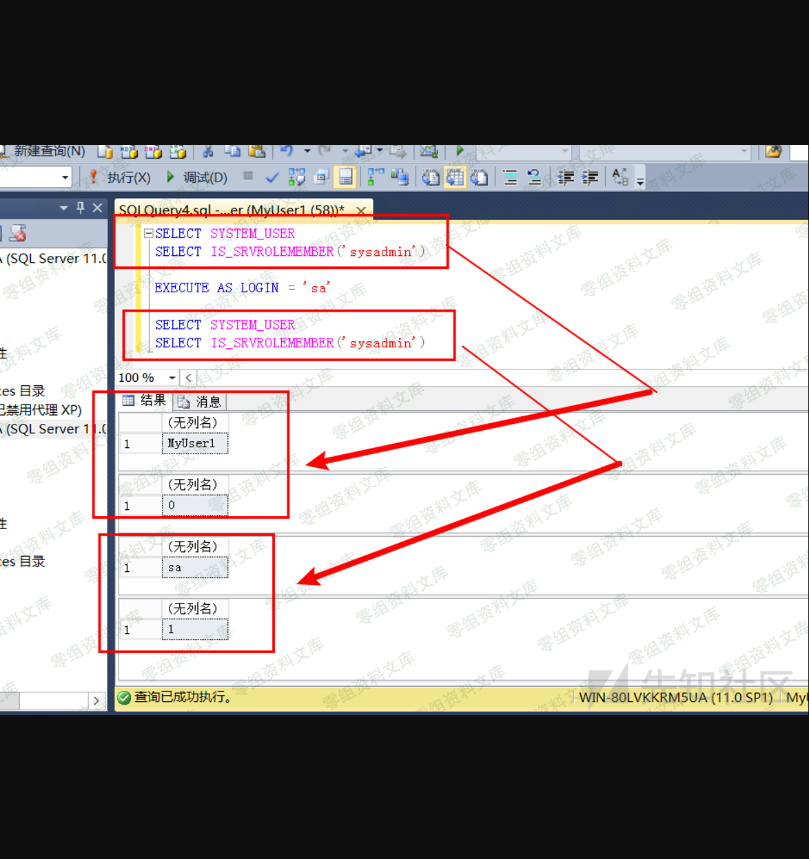 新建查询(N)
执行(X)
调试(D)
SQLQuery4.sql -...er (MyUser1 (58))*
SELECT SYSTEM_USER
SELECT IS_SRVROLEMEMBER('sysadmin')
(SQL Server 11.0
EXECUTE AS LOGIN = 'sa'
SELECT SYSTEM_USER
SELECT IS_SRVROLEMEMBER('sysadmin')
性
100 %
ces 目录
结果
消息
已禁用代理 XP)
(无列名)
(SQL Server 11.0
1
MyUser1
(无列名)
1
0
性
(无列名)
ces 目录
1
sa
(无列名)
1
1
先知社区
查询已成功执行。
WIN-80LVKKRM5UA (11.0 SP1)
MyU
零组资料文库